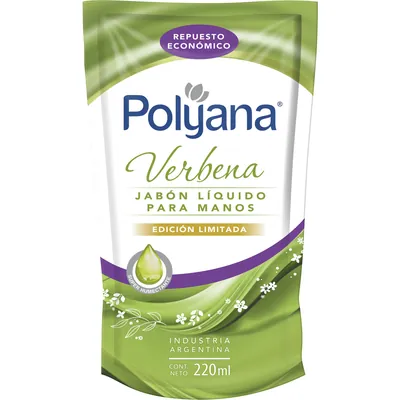 REPUESTO
ECONÓMICO
Polyana®
Verbena
JABÓN LÍQUIDO
PARA MANOS
EDICIÓN LIMITADA
INDUSTRIA
ARGENTINA
CONT.
NETO 220ml